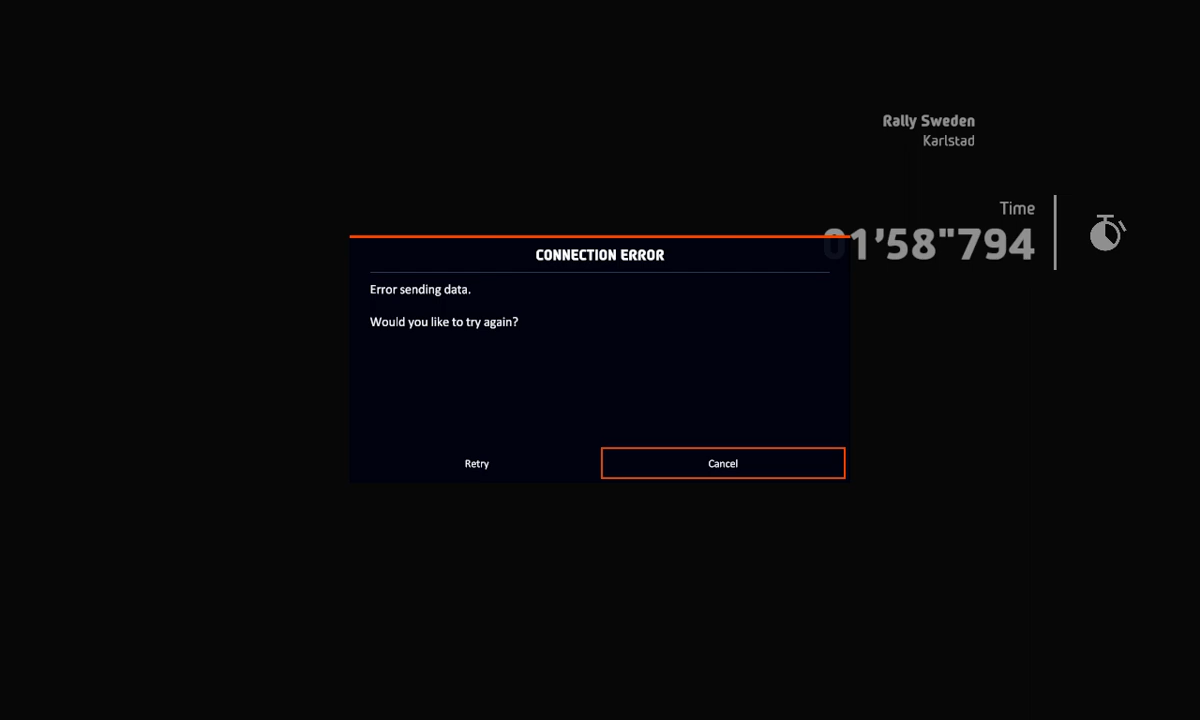 Rally Sweden
Karlstad
Time
01'58"794
CONNECTION ERROR
Error sending data.
Would you like to try again?
Retry
Cancel